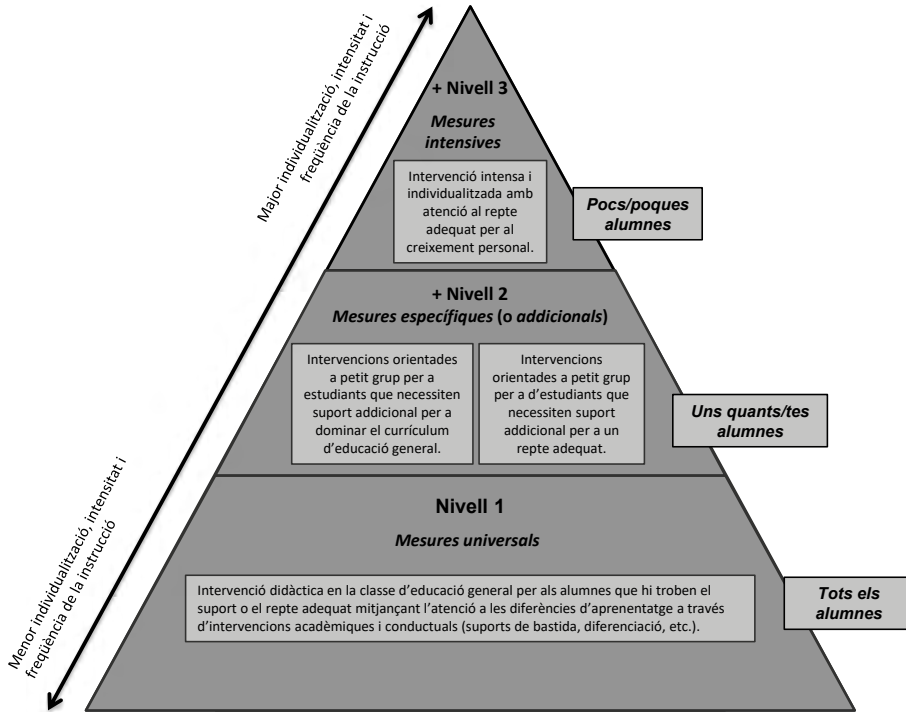 Major individualització, intensitat i
freqüència de la instrucció
+ Nivell 3
Mesures
intensives
Intervenció intensa i
individualitzada amb
atenció al repte
adequat per al
creixement personal.
Pocs/poques
alumnes
+ Nivell 2
Mesures específiques (o addicionals)
Intervencions orientades
a petit grup per a
estudiants que necessiten
suport addicional per a
dominar el currículum
d’educació general.
Intervencions
orientades a petit grup
per a d’estudiants que
necessiten suport
addicional per a un
repte adequat.
Uns quants/tes
alumnes
Menor individualització, intensitat i
freqüència de la instrucció
Nivell 1
Mesures universals
Intervenció didàctica en la classe d’educació general per als alumnes que hi troben el
suport o el repte adequat mitjançant l’atenció a les diferències d’aprenentatge a través
d’intervencions acadèmiques i conductuals (suports de bastida, diferenciació, etc.).
Tots els
alumnes